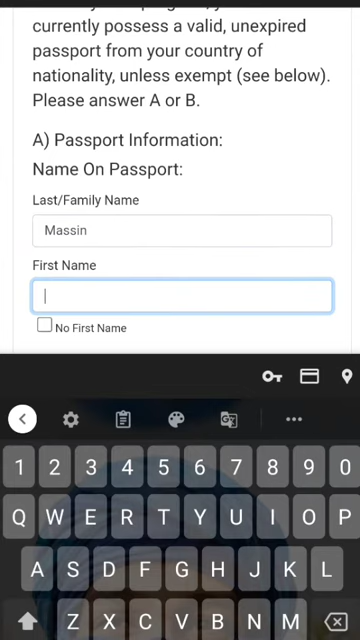 currently possess a valid, unexpired
passport from your country of
nationality, unless exempt (see below).
Please answer A or B.
A) Passport Information:
Name On Passport:
Last/Family Name
Massin
First Name
No First Name
1 2 3 4 5 6 7 8 9 0
Q W E R T Y U I O P
A S D F G H J K L
Z X C V B N M